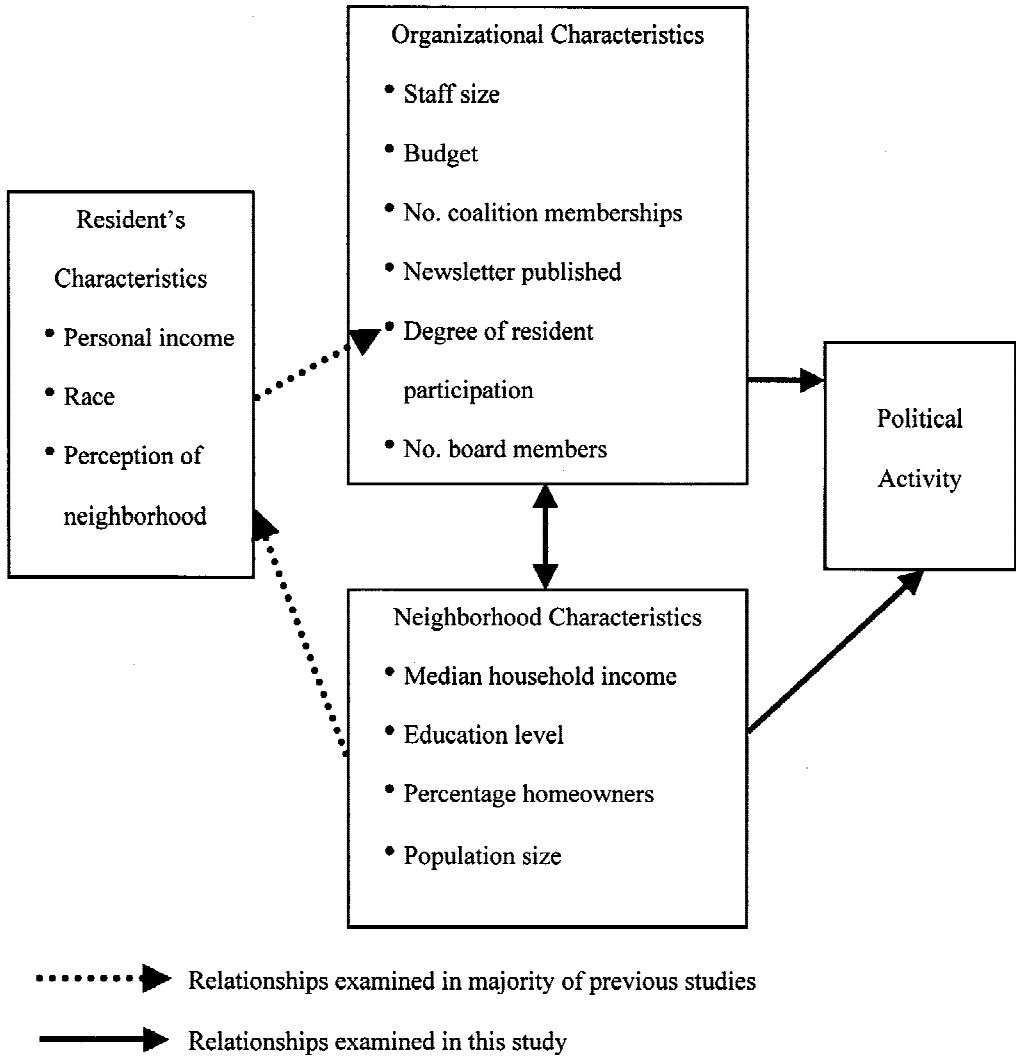 Organizational Characteristics
• Staff size
• Budget
• No. coalition memberships
• Newsletter published
• Degree of resident
participation
• No. board members
Resident's
Characteristics
• Personal income
• Race
• Perception of
neighborhood
Political
Activity
Neighborhood Characteristics
• Median household income
• Education level
• Percentage homeowners
• Population size
Relationships examined in majority of previous studies
Relationships examined in this study